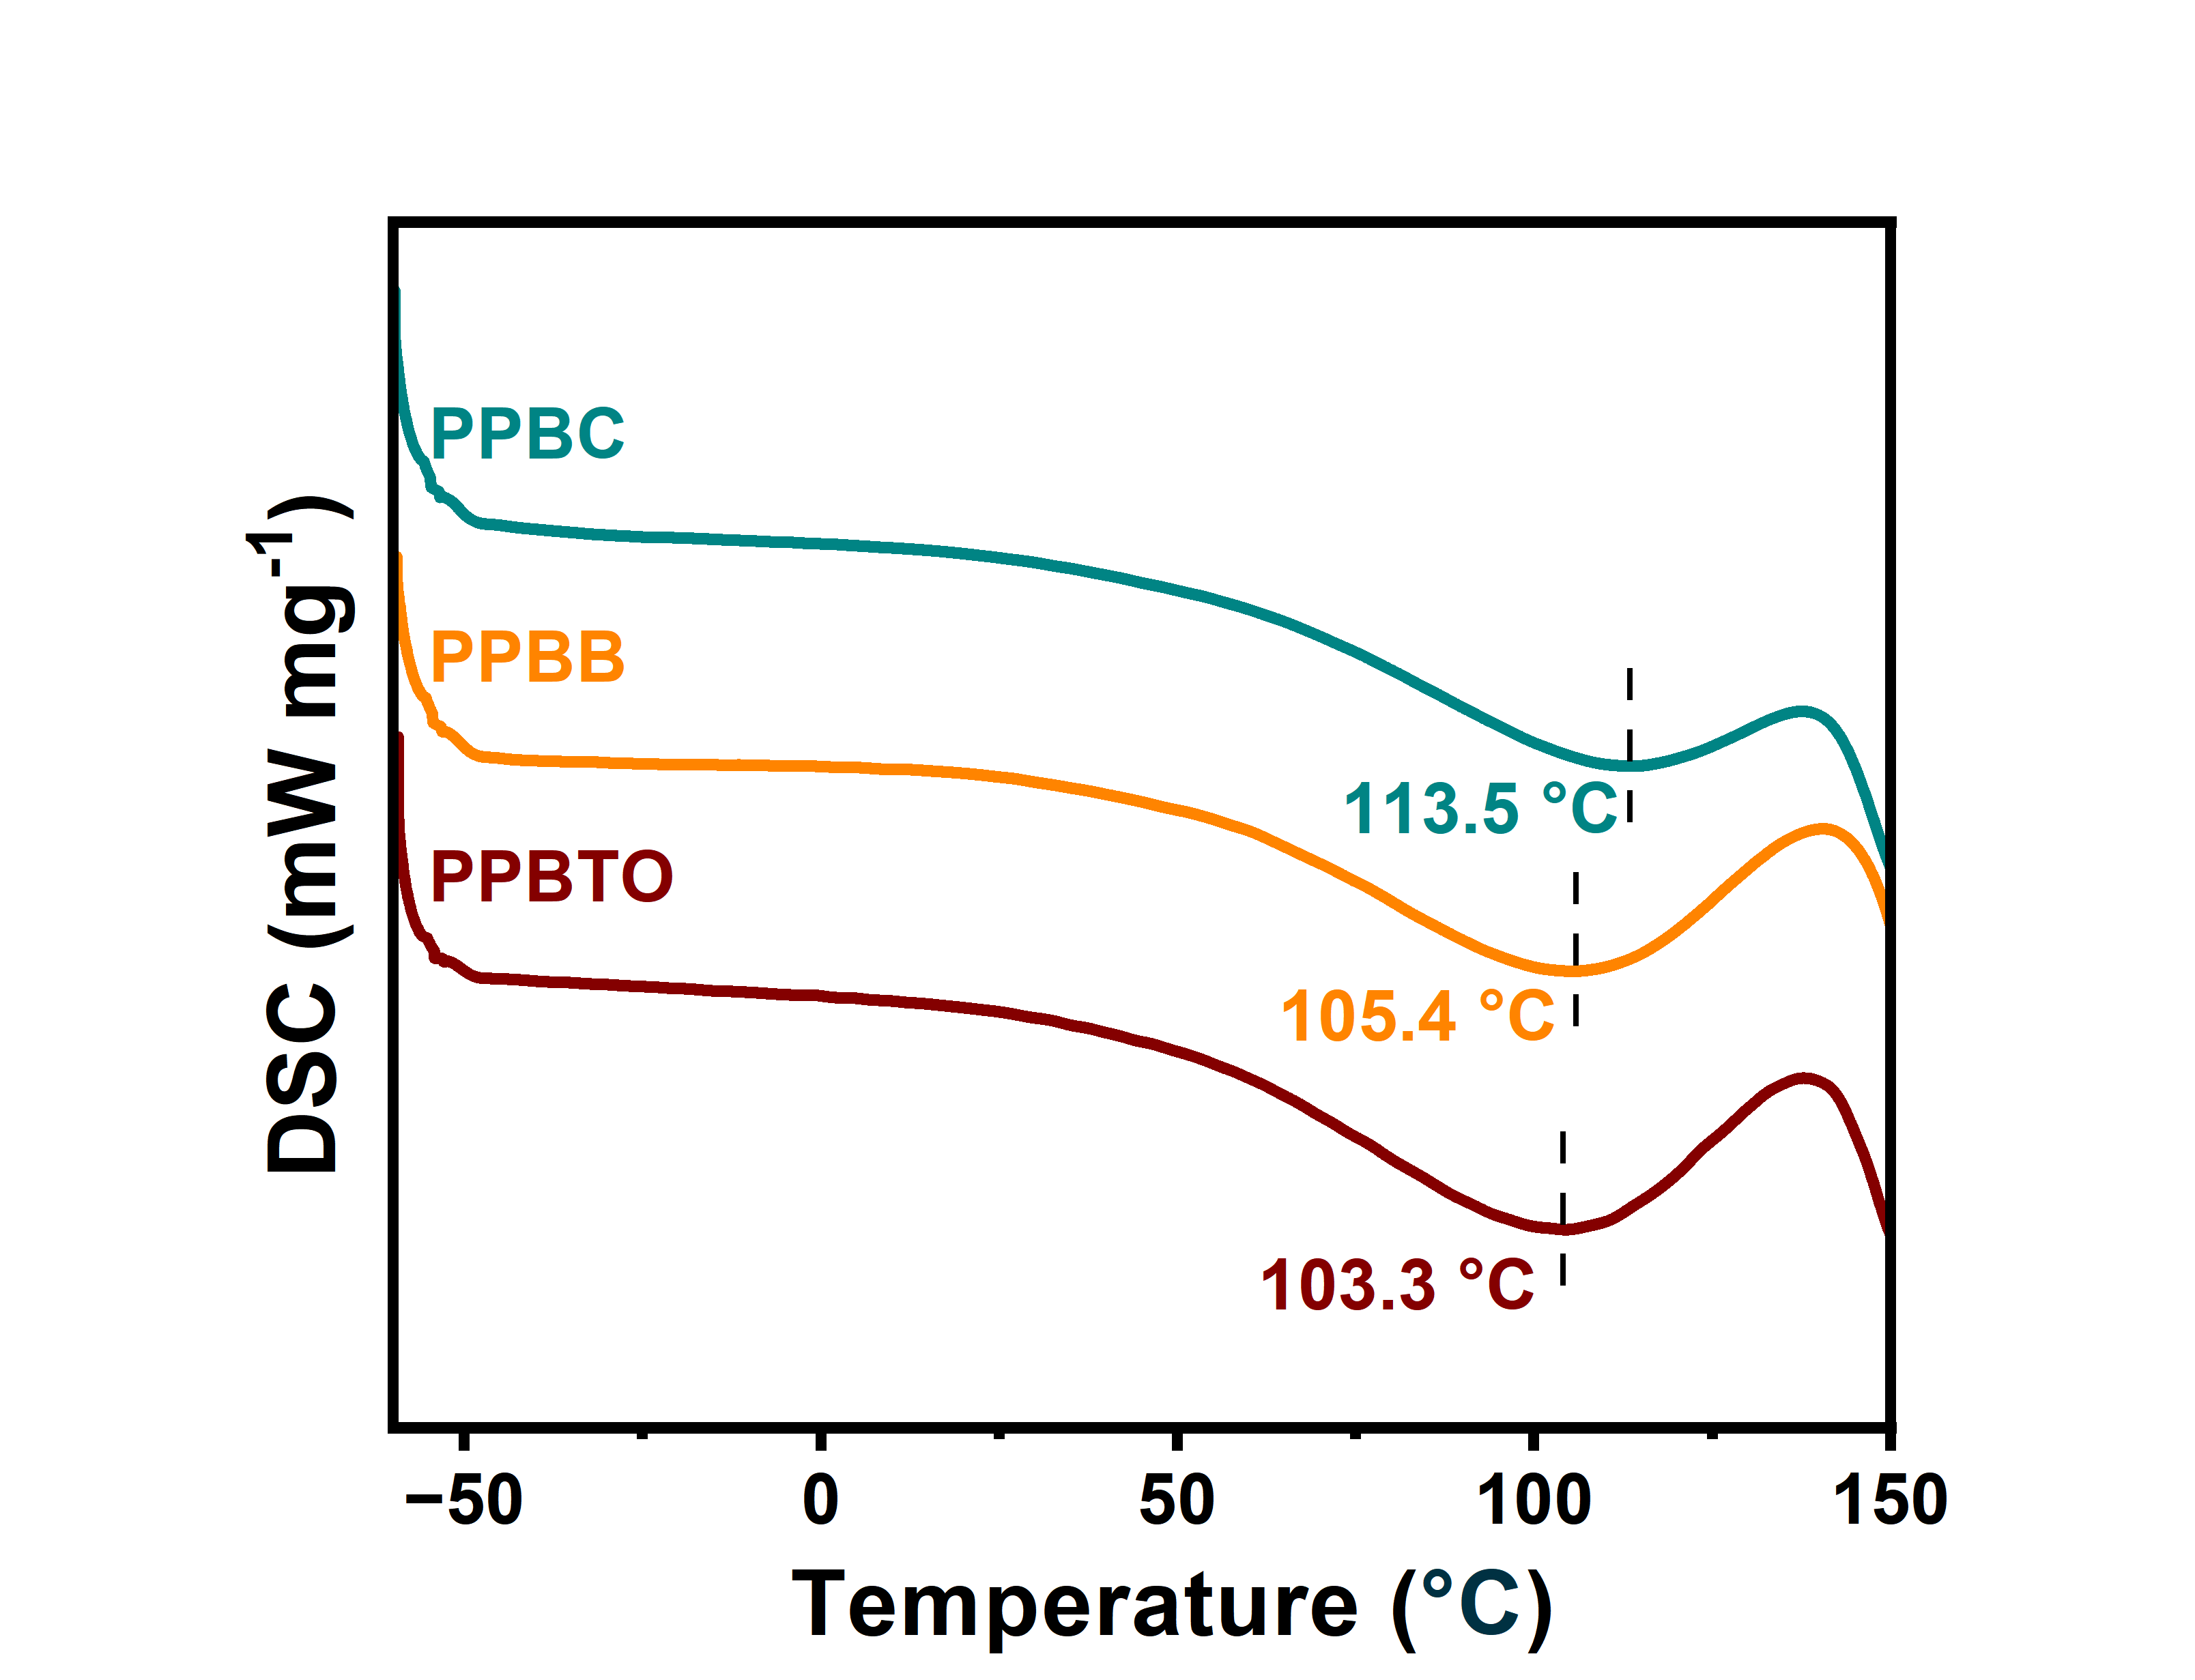 PPBC
PPBB
PPBTO
113.5 °C
105.4 °C
103.3 °C
DSC (mW mg-1)
−50 0 50 100 150
Temperature (°C)